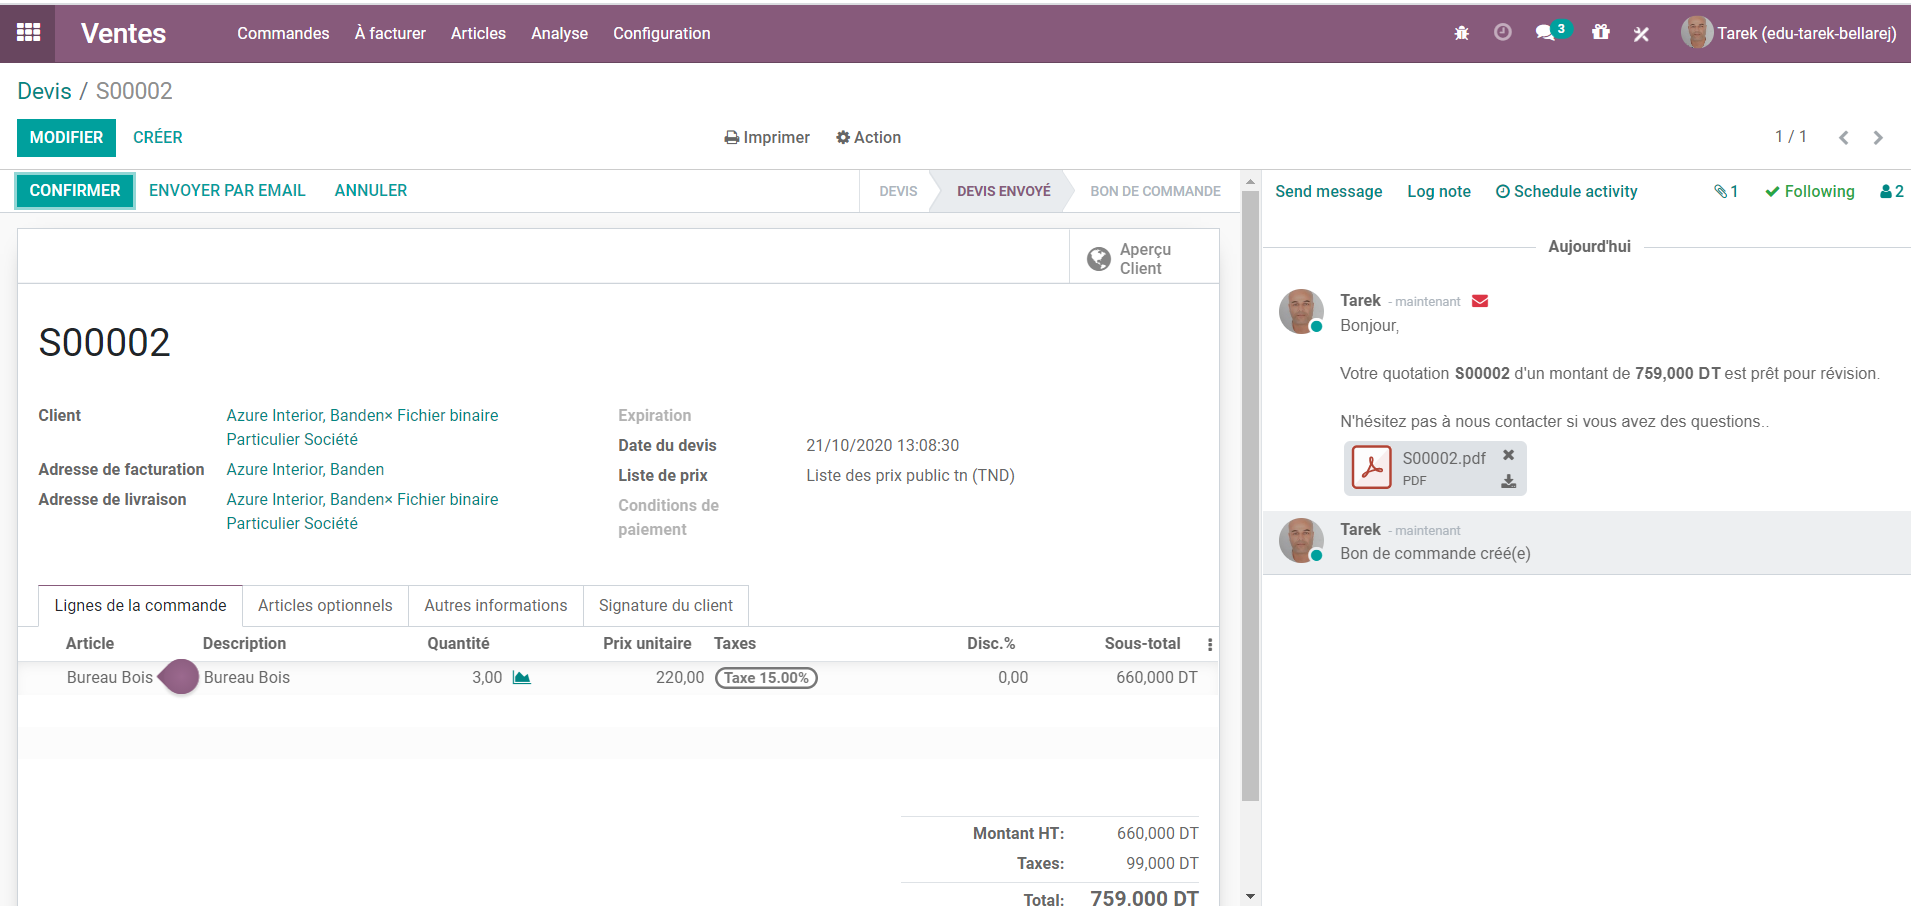 Ventes Commandes À facturer Articles Analyse Configuration 3 Tarek (edu-tarek-bellarej)
Devis / S00002
MODIFIER CRÉER Imprimer Action 1 / 1
CONFIRMER ENVOYER PAR EMAIL ANNULER DEVIS DEVIS ENVOYÉ BON DE COMMANDE
Aperçu
Client
S00002
Client Azure Interior, Banden× Fichier binaire
Particulier Société
Adresse de facturation Azure Interior, Banden
Adresse de livraison Azure Interior, Banden× Fichier binaire
Particulier Société
Expiration
Date du devis 21/10/2020 13:08:30
Liste de prix Liste des prix public tn (TND)
Conditions de
paiement
Lignes de la commande Articles optionnels Autres informations Signature du client
Article Description Quantité Prix unitaire Taxes Disc.% Sous-total
Bureau Bois Bureau Bois 3,00 220,00 Taxe 15.00% 0,00 660,000 DT
Montant HT: 660,000 DT
Taxes: 99,000 DT
Total: 759,000 DT
Send message Log note Schedule activity 1 Following 2
Aujourd'hui
Tarek - maintenant
Bonjour,
Votre quotation S00002 d'un montant de 759,000 DT est prêt pour révision.
N'hésitez pas à nous contacter si vous avez des questions..
S00002.pdf
PDF
Tarek - maintenant
Bon de commande créé(e)